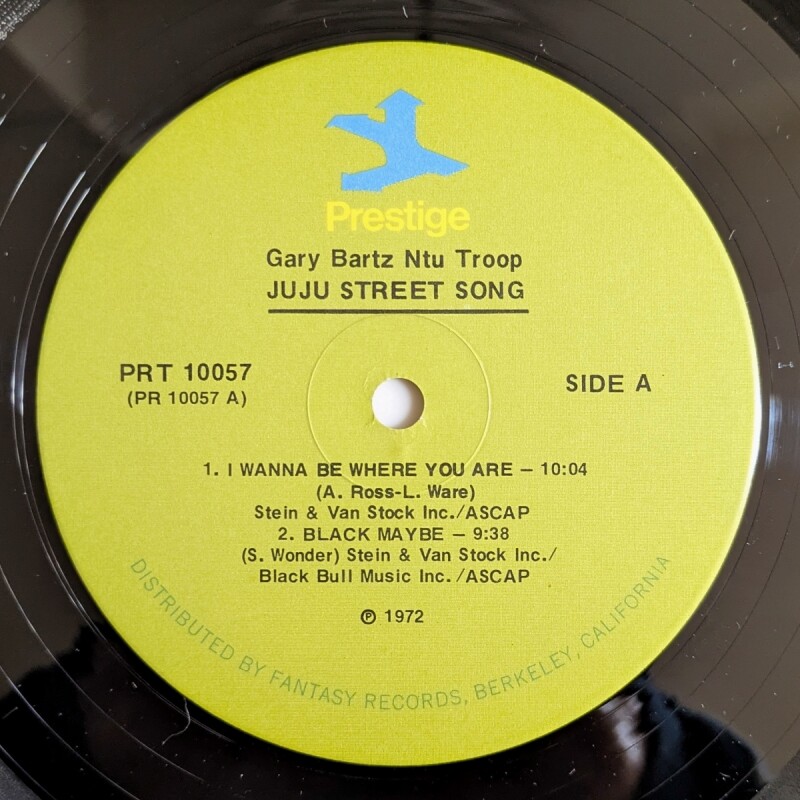 Prestige
Gary Bartz Ntu Troop
JUJU STREET SONG
PRT 10057
(PR 10057 A)
SIDE A
1. I WANNA BE WHERE YOU ARE – 10:04
(A. Ross-L. Ware)
Stein & Van Stock Inc./ASCAP
2. BLACK MAYBE – 9:38
(S. Wonder) Stein & Van Stock Inc./
Black Bull Music Inc./ASCAP
℗ 1972
DISTRIBUTED BY FANTASY RECORDS, BERKELEY, CALIFORNIA